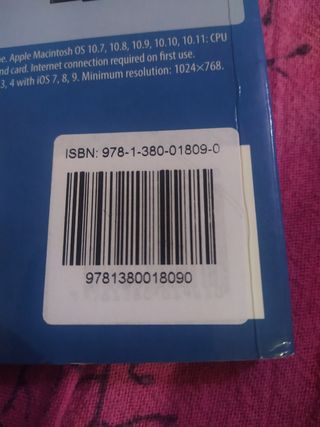 e. Apple Macintosh OS 10.7, 10.8, 10.9, 10.10, 10.11: CPU
nd card. Internet connection required on first use.
3, 4 with iOS 7, 8, 9. Minimum resolution: 1024×768.
ISBN: 978-1-380-01809-0
9781380018090